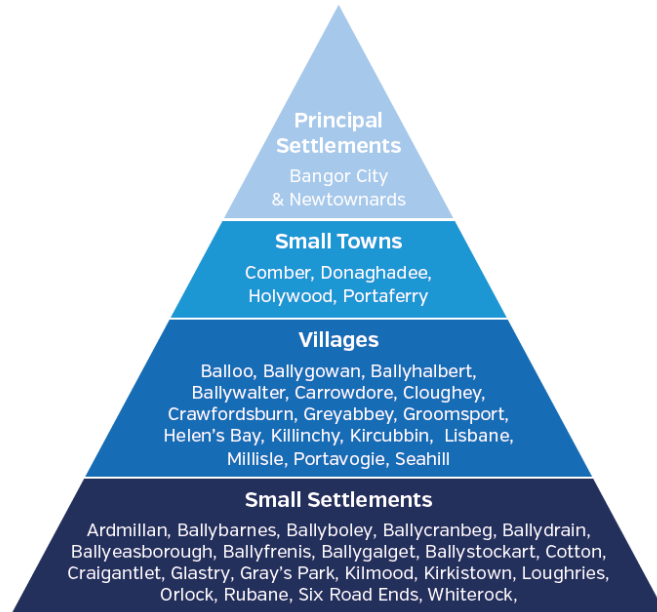 Principal
Settlements
Bangor City
& Newtownards
Small Towns
Comber, Donaghadee,
Holywood, Portaferry
Villages
Balloo, Ballygowan, Ballyhalbert,
Ballywalter, Carrowdore, Cloughey,
Crawfordsburn, Greyabbey, Groomsport,
Helen's Bay, Killinchy, Kircubbin, Lisbane,
Millisle, Portavogie, Seahill
Small Settlements
Ardmillan, Ballybarnes, Ballyboley, Ballycranbeg, Ballydrain,
Ballyeasborough, Ballyfrenis, Ballygalget, Ballystockart, Cotton,
Craigantlet, Glastry, Gray's Park, Kilmood, Kirkistown, Loughries,
Orlock, Rubane, Six Road Ends, Whiterock,